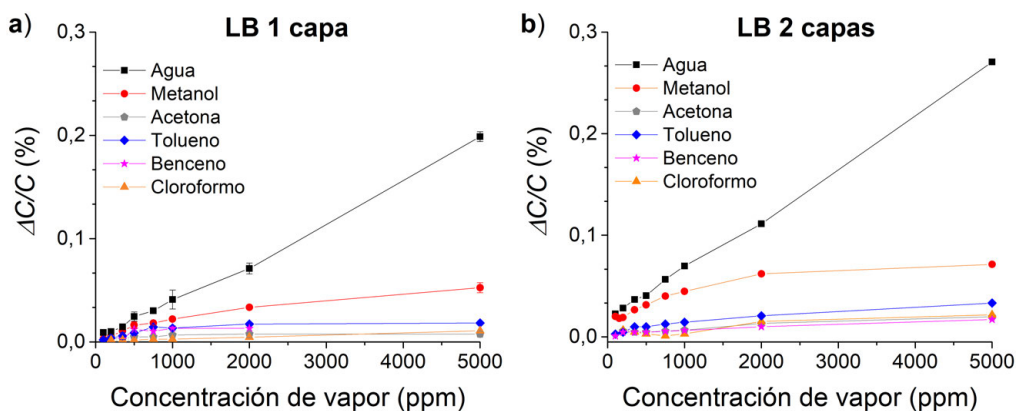 a)
LB 1 capa
0,3
0,2
0,1
0,0
ΔC/C (%)
Agua
Metanol
Acetona
Tolueno
Benceno
Cloroformo
0 1000 2000 3000 4000 5000
Concentración de vapor (ppm)
b)
LB 2 capas
0,3
0,2
0,1
0,0
ΔC/C (%)
Agua
Metanol
Acetona
Tolueno
Benceno
Cloroformo
0 1000 2000 3000 4000 5000
Concentración de vapor (ppm)